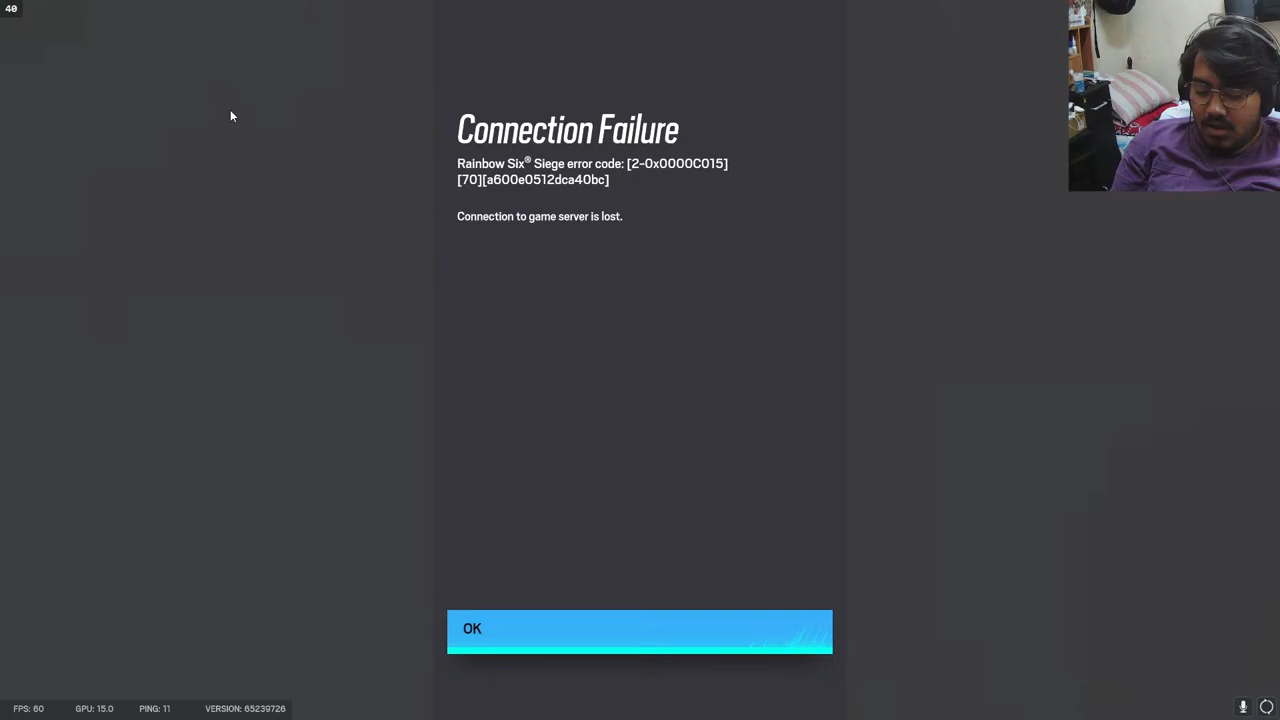 40
Connection Failure
Rainbow Six® Siege error code: [2-0x0000C015]
[70][a600e0512dca40bc]
Connection to game server is lost.
OK
FPS: 60 GPU: 15.0 PING: 11 VERSION: 65239726